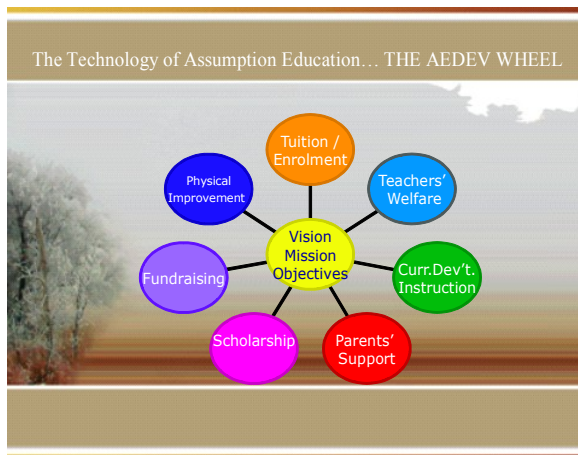 The Technology of Assumption Education… THE AEDEV WHEEL
Tuition /
Enrolment
Teachers’
Welfare
Curr.Dev’t.
Instruction
Parents’
Support
Scholarship
Fundraising
Physical
Improvement
Vision
Mission
Objectives